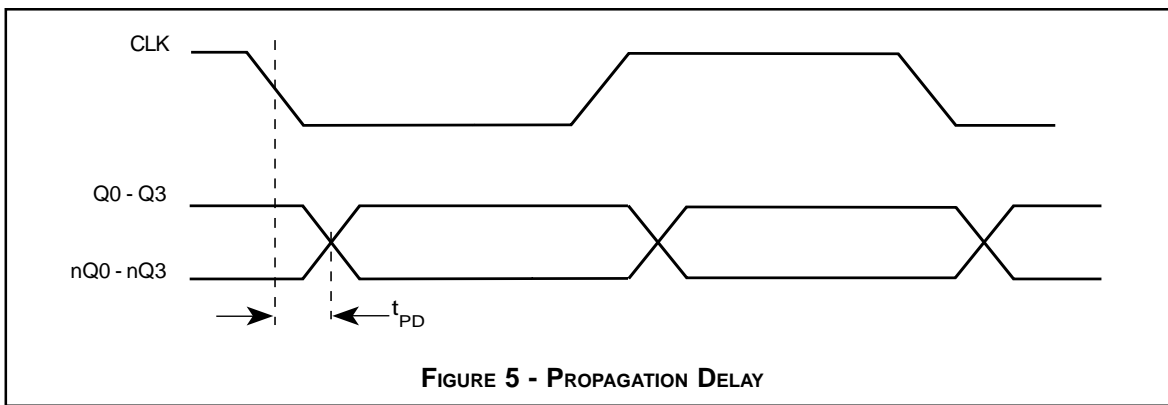 CLK
Q0 - Q3
nQ0 - nQ3
tPD
FIGURE 5 - PROPAGATION DELAY